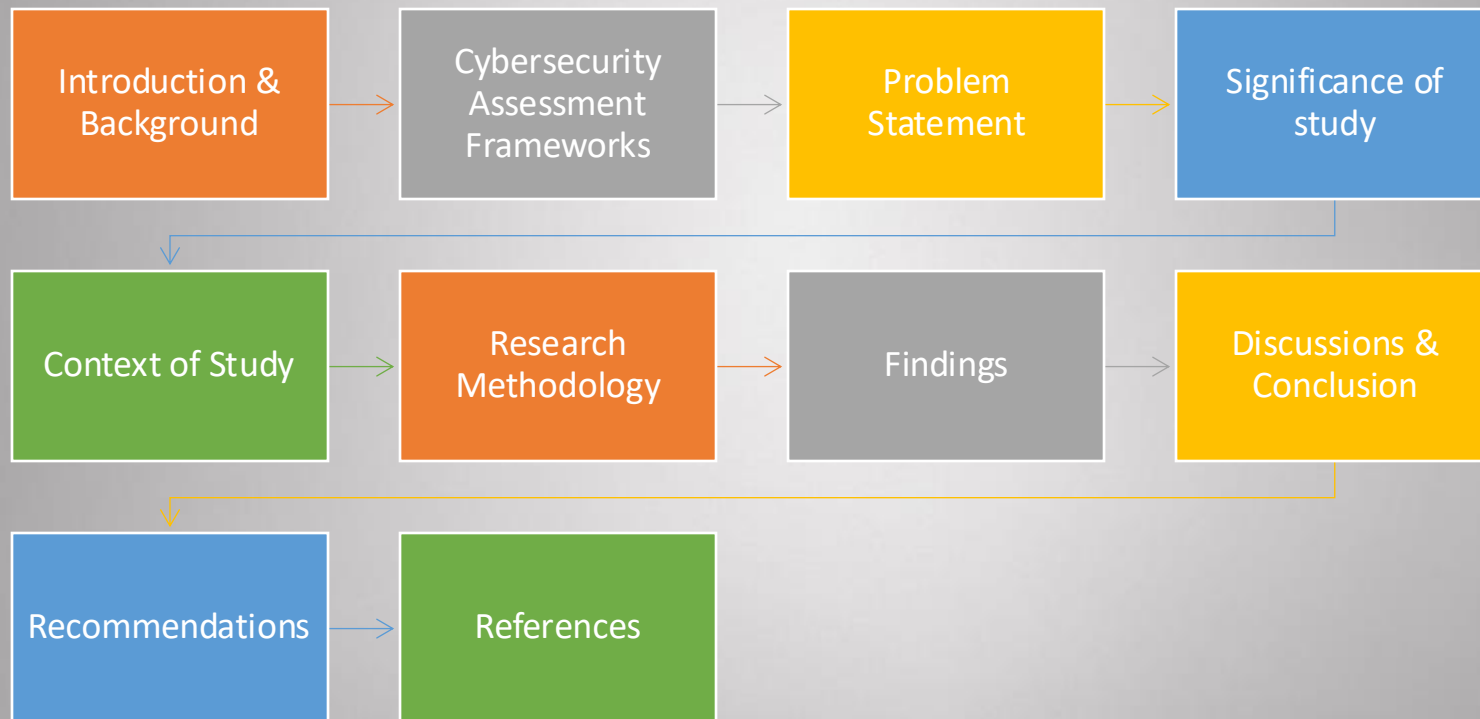 Introduction &
Background
Cybersecurity
Assessment
Frameworks
Problem
Statement
Significance of
study
Context of Study
Research
Methodology
Findings
Discussions &
Conclusion
Recommendations
References